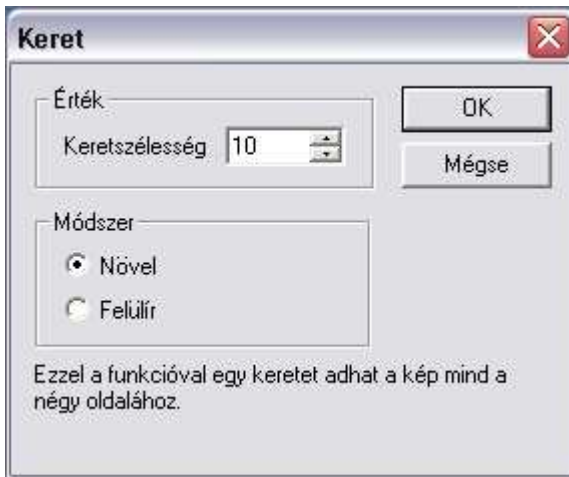 Keret
Érték
Keretszélesség 10
OK
Mégse
Módszer
Növel
Felülír
Ezzel a funkcióval egy keretet adhat a kép mind a
négy oldalához.